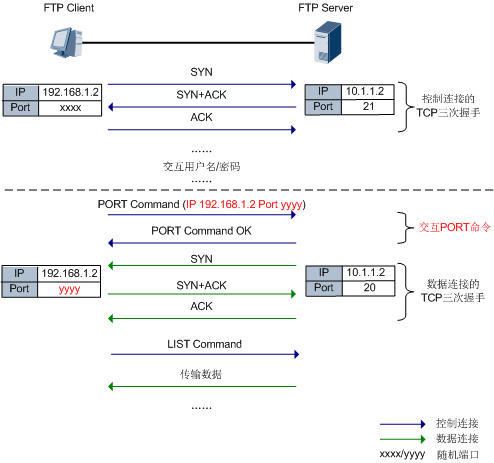 FTP Client
FTP Server
SYN
IP 192.168.1.2
Port xxxx
SYN+ACK
IP 10.1.1.2
Port 21
ACK
控制连接的
TCP三次握手
......
交互用户名/密码
......
PORT Command (IP 192.168.1.2 Port yyyy)
PORT Command OK
交互PORT命令
SYN
IP 192.168.1.2
Port yyyy
SYN+ACK
IP 10.1.1.2
Port 20
ACK
数据连接的
TCP三次握手
LIST Command
传输数据
......
控制连接
数据连接
xxxx/yyyy 随机端口